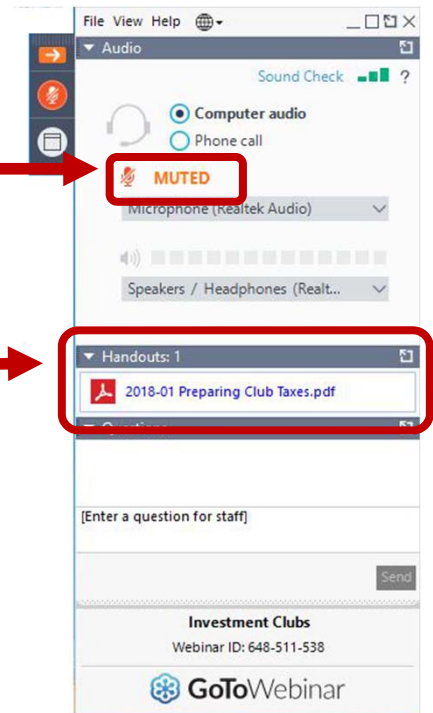 File View Help
Audio
Sound Check ?
Computer audio
Phone call
MUTED
Microphone (Realtek Audio)
Speakers / Headphones (Realt...
Handouts: 1
2018-01 Preparing Club Taxes.pdf
Questions
[Enter a question for staff]
Send
Investment Clubs
Webinar ID: 648-511-538
GoToWebinar